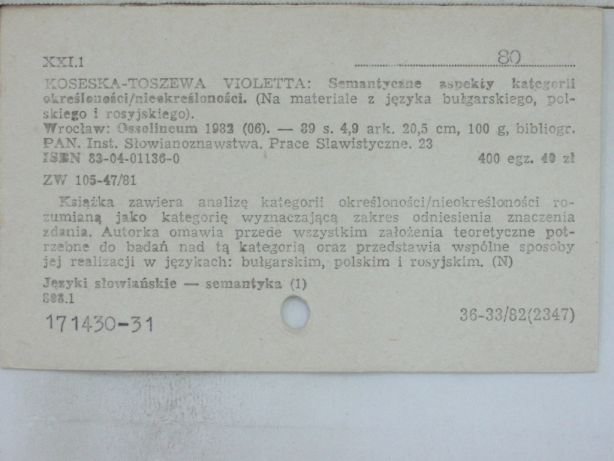 80
XXI.1
KOSESKA-TOSZEWA VIOLETTA: Semantyczne aspekty kategorii
określoności/nieokreśloności. (Na materiale z języka bułgarskiego, pol-
skiego i rosyjskiego).
Wrocław: Ossolineum 1982 (06). — 89 s. 4,9 ark. 20,5 cm, 100 g, bibliogr.
PAN. Inst. Słowianoznawstwa. Prace Slawistyczne. 23
ISBN 83-04-01136-0 400 egz. 40 zł
ZW 105-47/81
Książka zawiera analizę kategorii określoności/nieokreśloności ro-
zumianą jako kategorię wyznaczającą zakres odniesienia znaczenia
zdania. Autorka omawia przede wszystkim założenia teoretyczne pot-
rzebne do badań nad tą kategorią oraz przedstawia wspólne sposoby
jej realizacji w językach: bułgarskim, polskim i rosyjskim. (N)
Języki słowiańskie — semantyka (1)
808.1
171430-31 36-33/82(2347)